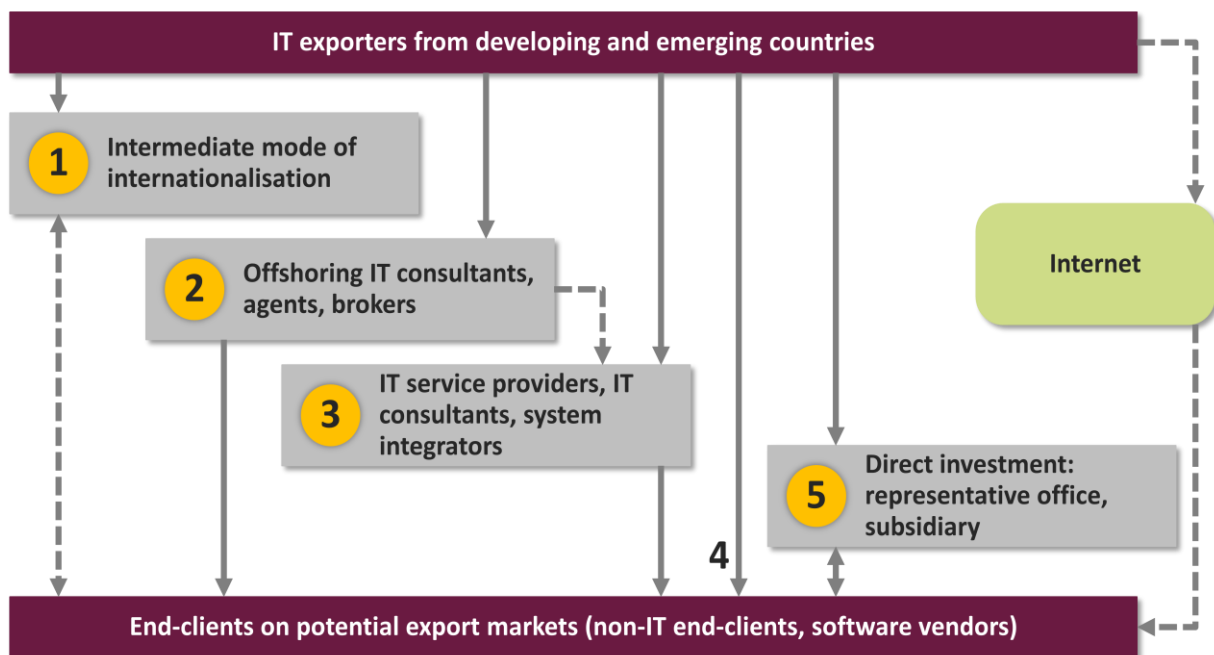 IT exporters from developing and emerging countries
1
Intermediate mode of
internationalisation
2
Offshoring IT consultants,
agents, brokers
Internet
3
IT service providers, IT
consultants, system
integrators
5
Direct investment:
representative office,
subsidiary
4
End-clients on potential export markets (non-IT end-clients, software vendors)